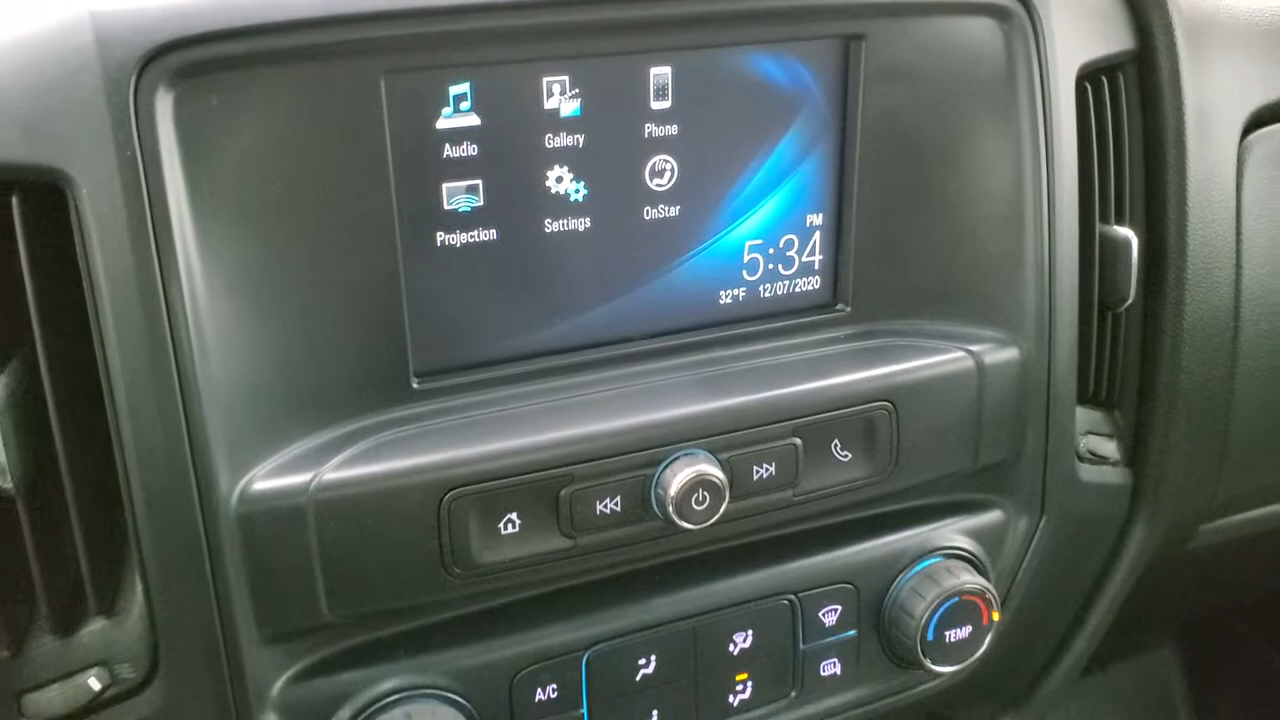 Audio
Gallery
Phone
Projection
Settings
OnStar
PM
5:34
32°F 12/07/2020
A/C
TEMP